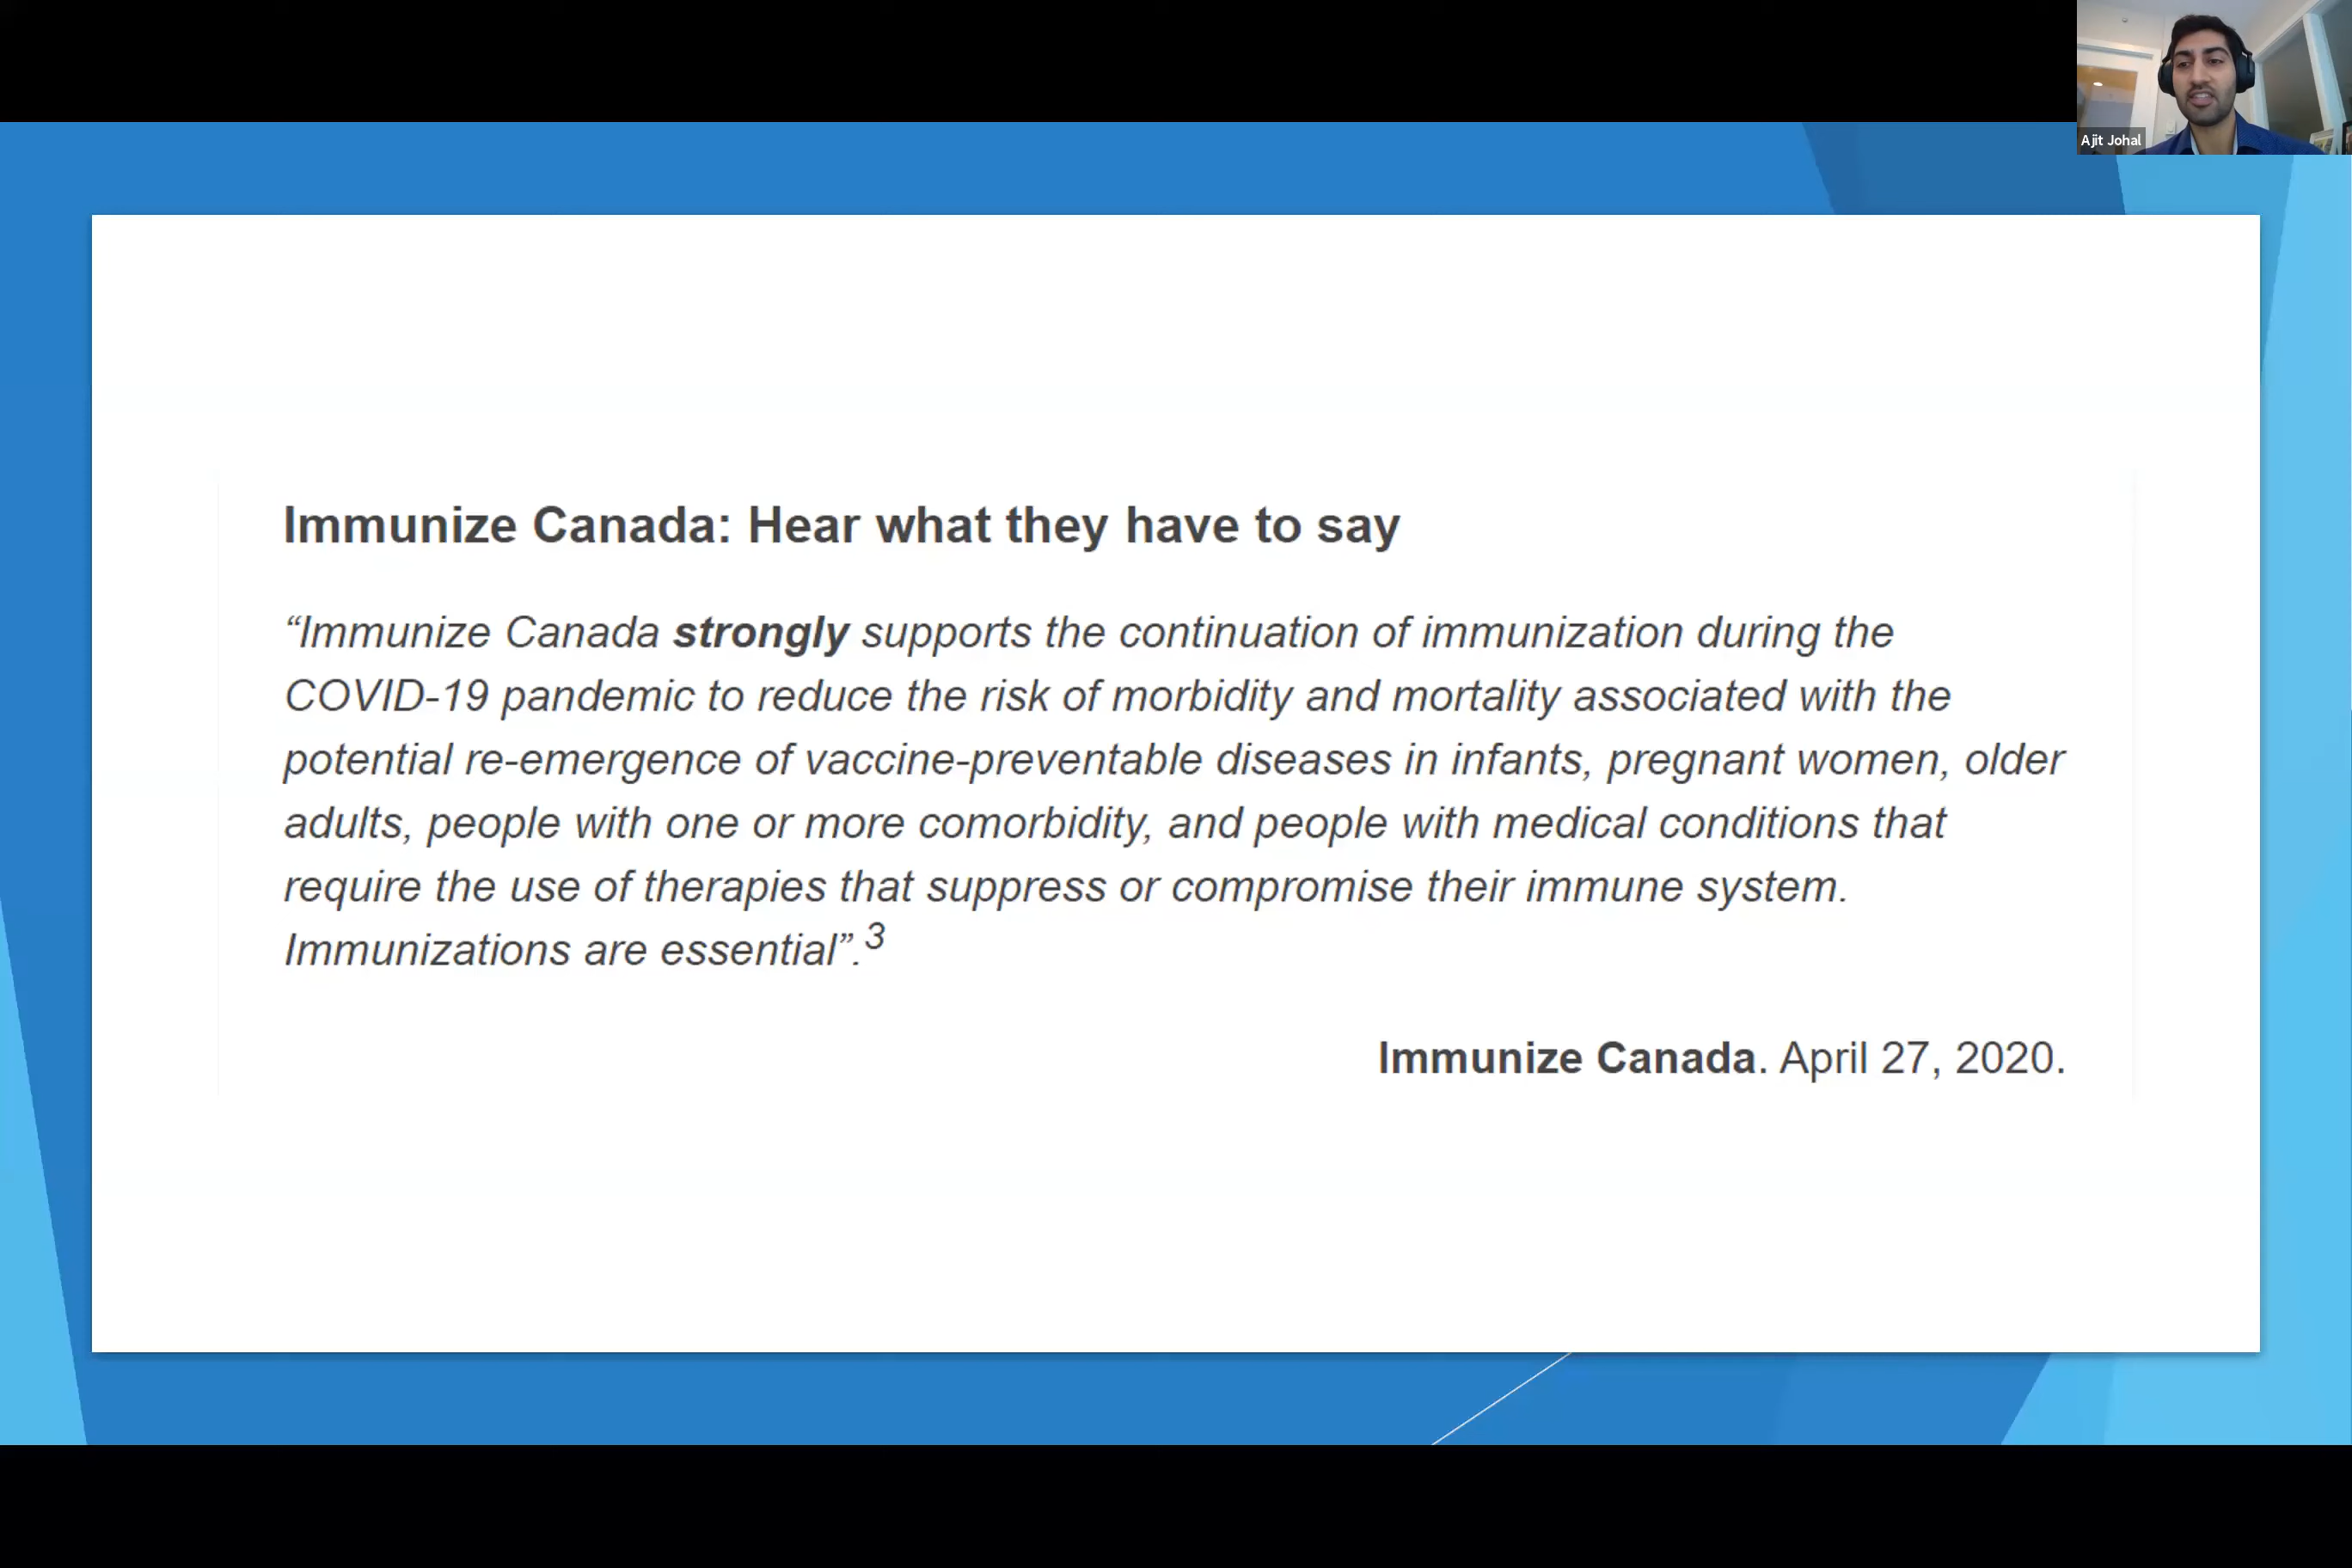 Ajit Johal
Immunize Canada: Hear what they have to say
“Immunize Canada strongly supports the continuation of immunization during the
COVID-19 pandemic to reduce the risk of morbidity and mortality associated with the
potential re-emergence of vaccine-preventable diseases in infants, pregnant women, older
adults, people with one or more comorbidity, and people with medical conditions that
require the use of therapies that suppress or compromise their immune system.
Immunizations are essential”.3
Immunize Canada. April 27, 2020.